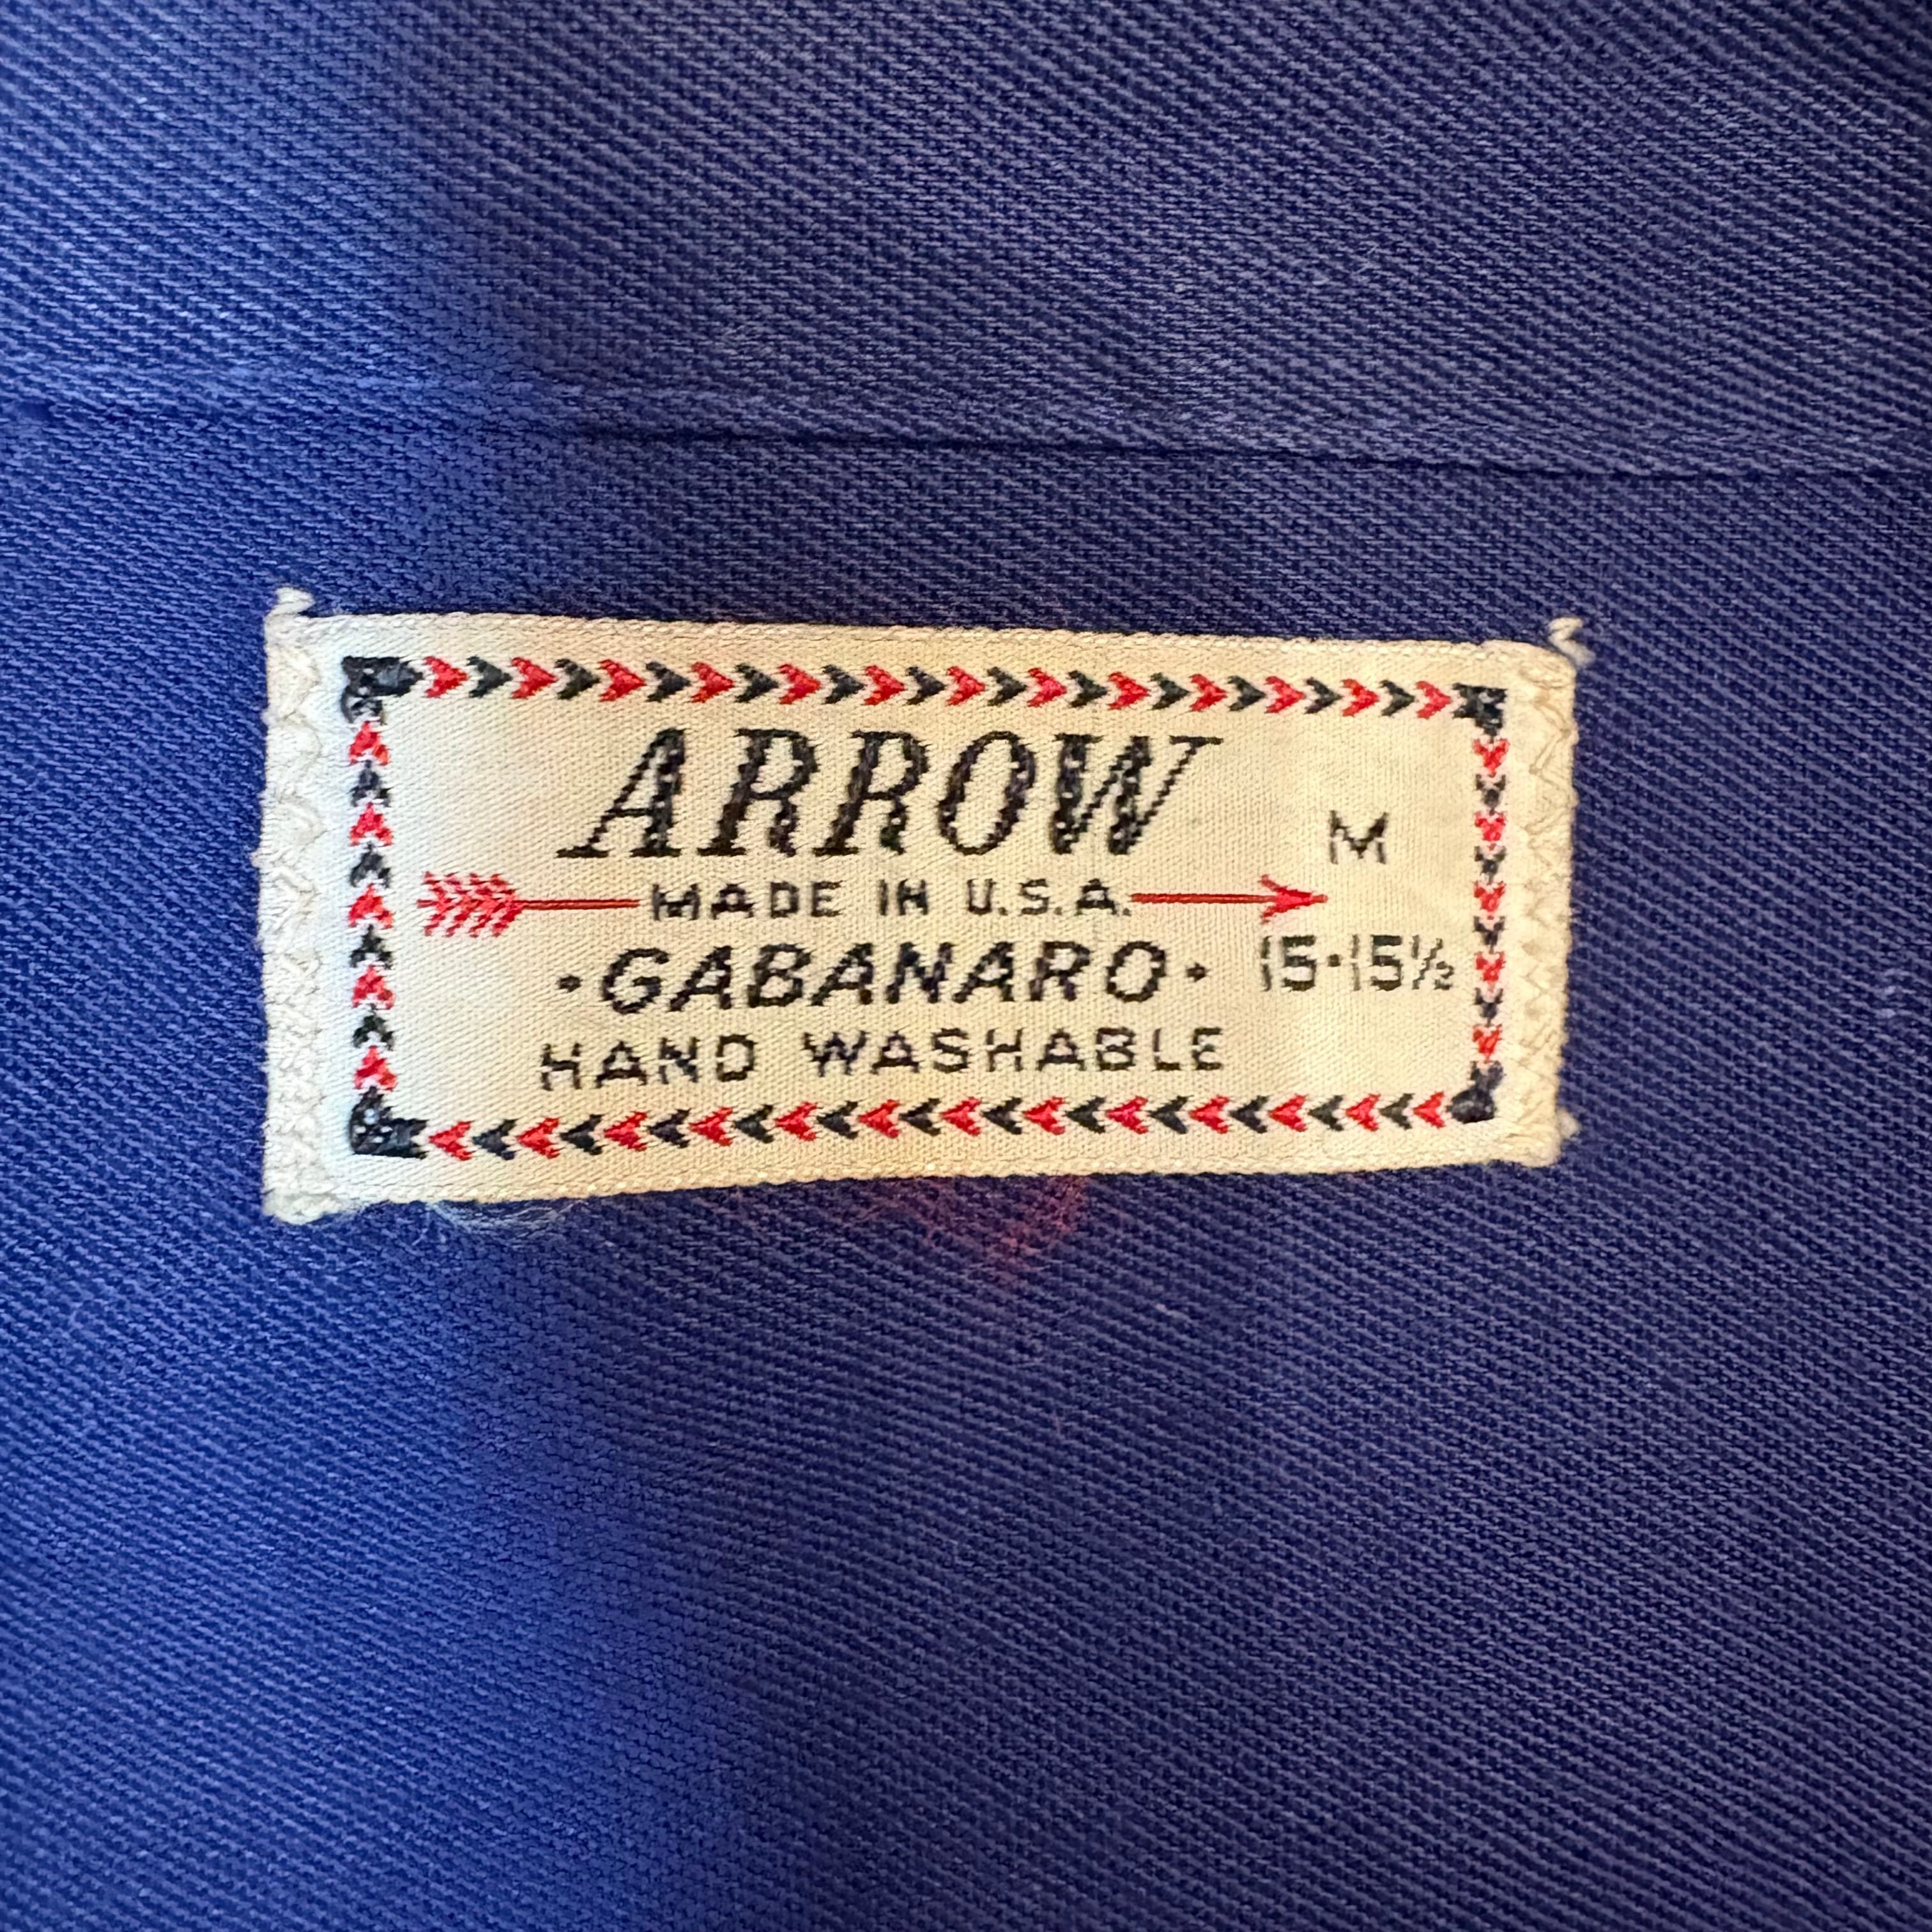 ARROW
M
MADE IN U.S.A.
·GABANARO·
15·15½
HAND WASHABLE